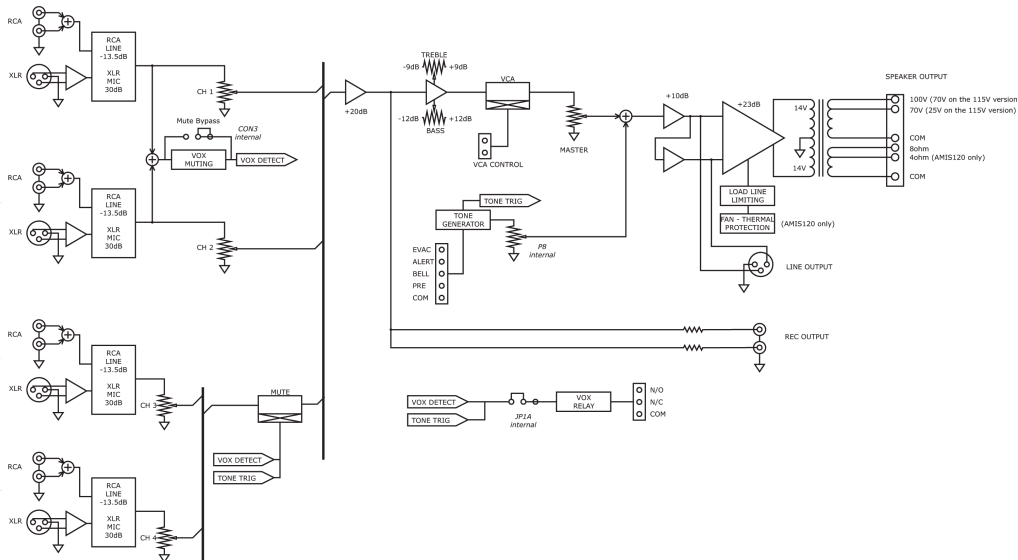 RCA
RCA
LINE
-13.5dB
XLR
MIC
30dB
XLR
CH 1
Mute Bypass
CON3
internal
VOX
MUTING
VOX DETECT
RCA
RCA
LINE
-13.5dB
XLR
MIC
30dB
XLR
CH 2
RCA
RCA
LINE
-13.5dB
XLR
MIC
30dB
XLR
CH 3
MUTE
VOX DETECT
TONE TRIG
RCA
RCA
LINE
-13.5dB
XLR
MIC
30dB
XLR
CH 4
+20dB
TREBLE
-9dB +9dB
-12dB +12dB
BASS
VCA
VCA CONTROL
MASTER
+10dB
+23dB
14V
14V
SPEAKER OUTPUT
100V (70V on the 115V version)
70V (25V on the 115V version)
COM
8ohm
4ohm (AMIS120 only)
COM
LOAD LINE
LIMITING
FAN - THERMAL
PROTECTION
(AMIS120 only)
LINE OUTPUT
TONE TRIG
TONE
GENERATOR
P8
internal
EVAC
ALERT
BELL
PRE
COM
REC OUTPUT
VOX DETECT
TONE TRIG
JP1A
internal
VOX
RELAY
N/O
N/C
COM